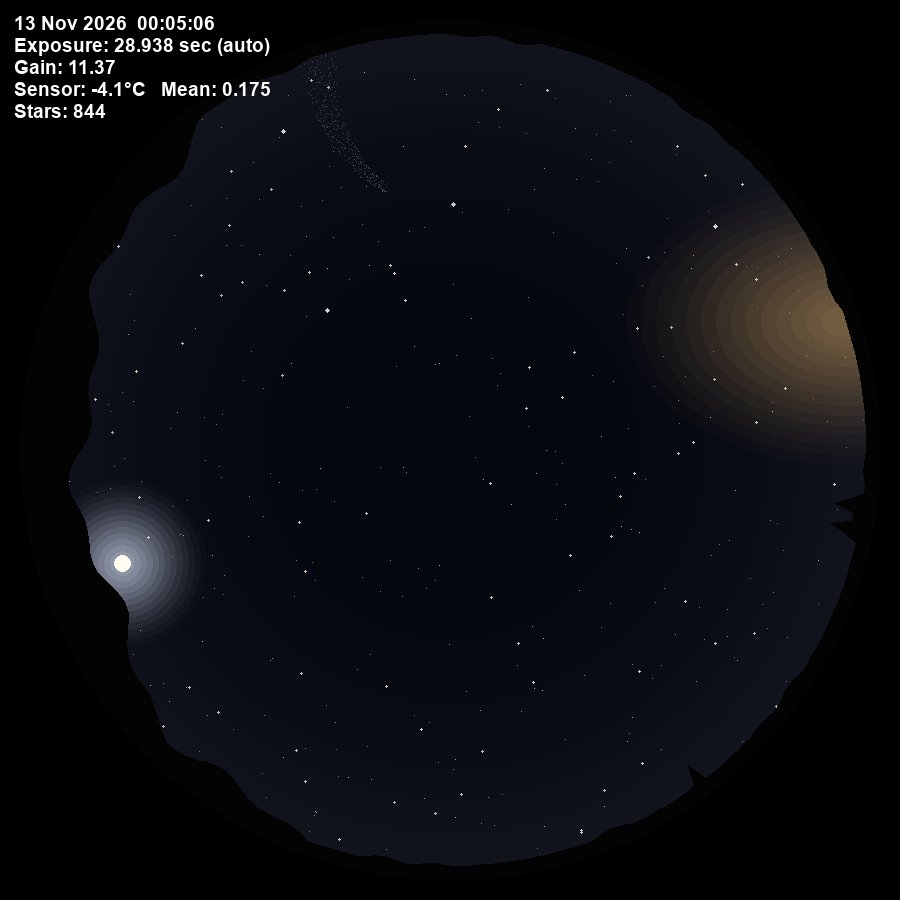 13 Nov 2026  00:05:06
Exposure: 28.938 sec (auto)
Gain: 11.37
Sensor: -4.1°C   Mean: 0.175
Stars: 844